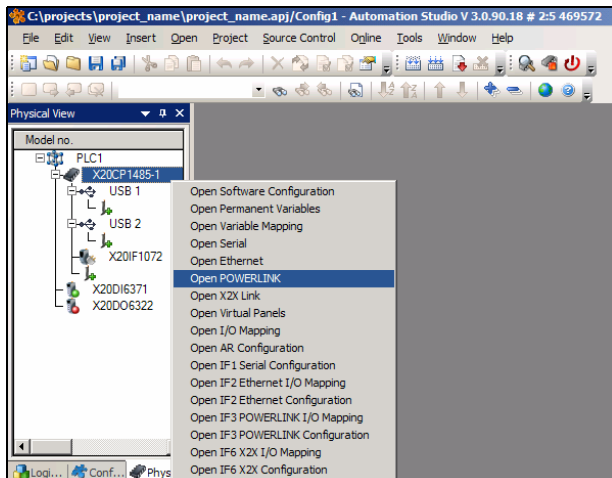 C:\projects\project_name\project_name.apj/Config1 - Automation Studio V 3.0.90.18 # 2:5 469572
File Edit View Insert Open Project Source Control Online Tools Window Help
Physical View
Model no.
PLC1
X20CP1485-1
USB 1
USB 2
X20IF1072
X20DI6371
X20DO6322
Open Software Configuration
Open Permanent Variables
Open Variable Mapping
Open Serial
Open Ethernet
Open POWERLINK
Open X2X Link
Open Virtual Panels
Open I/O Mapping
Open AR Configuration
Open IF1 Serial Configuration
Open IF2 Ethernet I/O Mapping
Open IF2 Ethernet Configuration
Open IF3 POWERLINK I/O Mapping
Open IF3 POWERLINK Configuration
Open IF6 X2X I/O Mapping
Open IF6 X2X Configuration
Logi... Conf... Phys